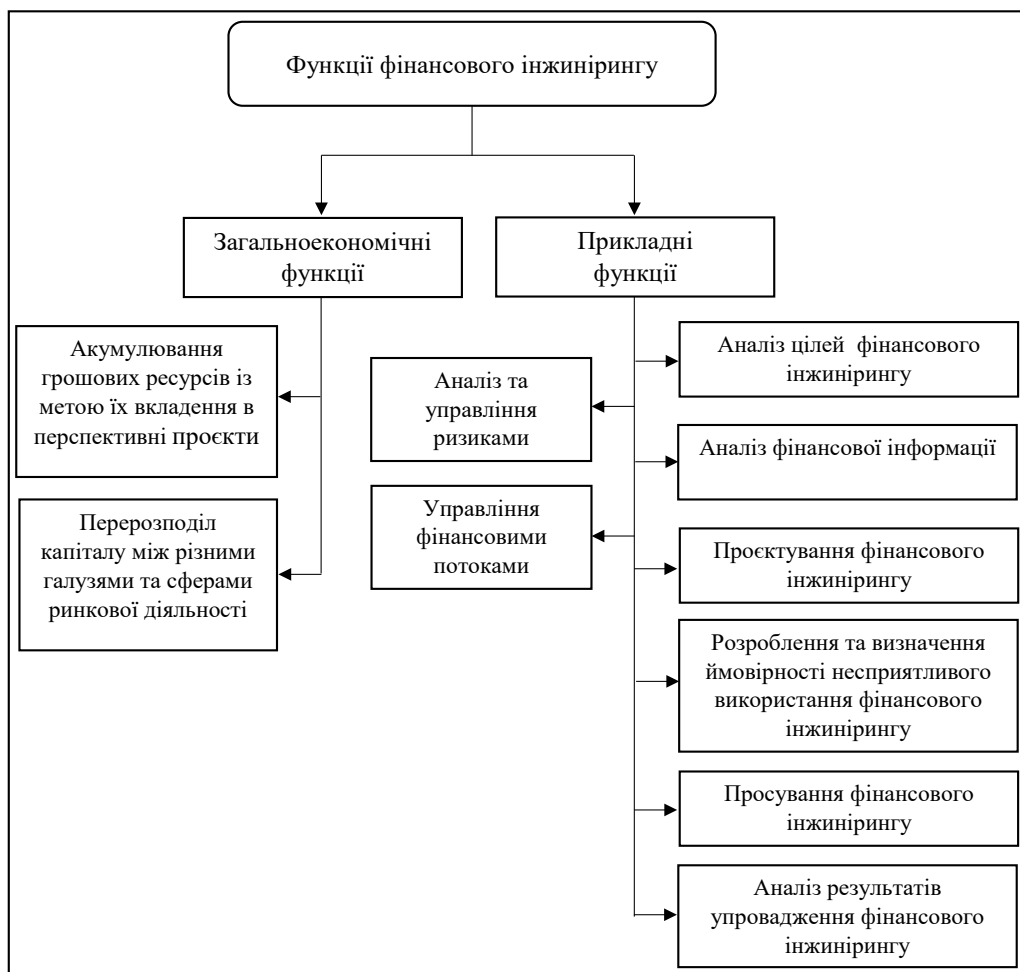 Функції фінансового інжинірингу
Загальноекономічні
функції
Прикладні
функції
Акумулювання
грошових ресурсів із
метою їх вкладення в
перспективні проєкти
Перерозподіл
капіталу між різними
галузями та сферами
ринкової діяльності
Аналіз та
управління
ризиками
Управління
фінансовими
потоками
Аналіз цілей фінансового
інжинірингу
Аналіз фінансової інформації
Проєктування фінансового
інжинірингу
Розроблення та визначення
ймовірності несприятливого
використання фінансового
інжинірингу
Просування фінансового
інжинірингу
Аналіз результатів
упровадження фінансового
інжинірингу